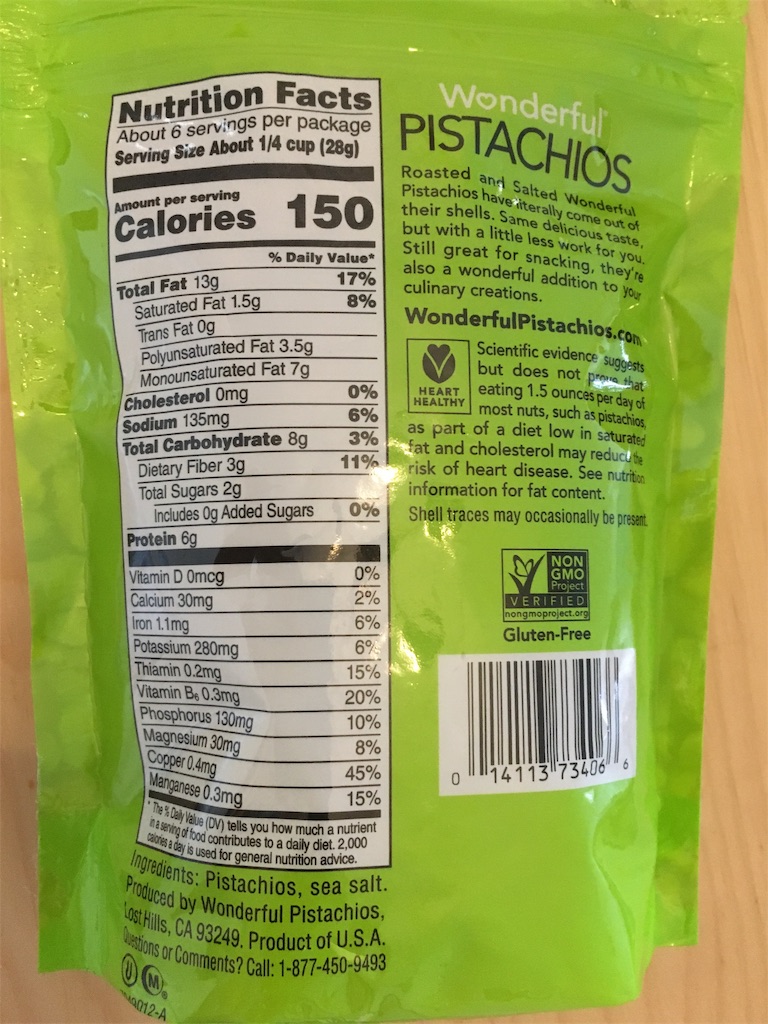 Nutrition Facts
About 6 servings per package
Serving Size About 1/4 cup (28g)
Amount per serving
Calories 150
% Daily Value*
Total Fat 13g 17%
Saturated Fat 1.5g 8%
Trans Fat 0g
Polyunsaturated Fat 3.5g
Monounsaturated Fat 7g
Cholesterol 0mg 0%
Sodium 135mg 6%
Total Carbohydrate 8g 3%
Dietary Fiber 3g 11%
Total Sugars 2g
Includes 0g Added Sugars 0%
Protein 6g
Vitamin D 0mcg 0%
Calcium 30mg 2%
Iron 1.1mg 6%
Potassium 280mg 6%
Thiamin 0.2mg 15%
Vitamin B6 0.3mg 20%
Phosphorus 130mg 10%
Magnesium 30mg 8%
Copper 0.4mg 45%
Manganese 0.3mg 15%
* The % Daily Value (DV) tells you how much a nutrient
in a serving of food contributes to a daily diet. 2,000
calories a day is used for general nutrition advice.
Ingredients: Pistachios, sea salt.
Produced by Wonderful Pistachios,
Lost Hills, CA 93249. Product of U.S.A.
Questions or Comments? Call: 1-877-450-9493
U M®
9012-A
Wonderful®
PISTACHIOS
Roasted and Salted Wonderful
Pistachios have literally come out of
their shells. Same delicious taste,
but with a little less work for you.
Still great for snacking, they're
also a wonderful addition to your
culinary creations.
WonderfulPistachios.com
HEART
HEALTHY
Scientific evidence suggests
but does not prove that
eating 1.5 ounces per day of
most nuts, such as pistachios,
as part of a diet low in saturated
fat and cholesterol may reduce the
risk of heart disease. See nutrition
information for fat content.
Shell traces may occasionally be present.
NON
GMO
Project
VERIFIED
nongmoproject.org
Gluten-Free
0 14113 73406 6